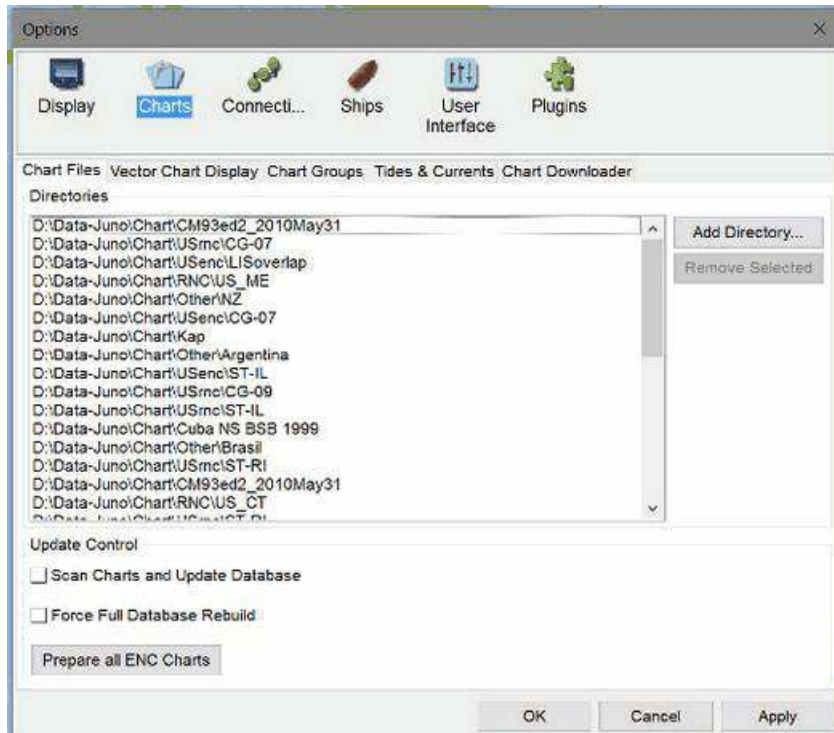 Options
Display
Charts
Connecti...
Ships
User
Interface
Plugins
Chart Files Vector Chart Display Chart Groups Tides & Currents Chart Downloader
Directories
D:\Data-Juno\Chart\CM93ed2_2010May31
D:\Data-Juno\Chart\USrnc\CG-07
D:\Data-Juno\Chart\USenc\LISoverlap
D:\Data-Juno\Chart\RNC\US_ME
D:\Data-Juno\Chart\Other\NZ
D:\Data-Juno\Chart\USenc\CG-07
D:\Data-Juno\Chart\Kap
D:\Data-Juno\Chart\Other\Argentina
D:\Data-Juno\Chart\USenc\ST-IL
D:\Data-Juno\Chart\USrnc\CG-09
D:\Data-Juno\Chart\USrnc\ST-IL
D:\Data-Juno\Chart\Cuba NS BSB 1999
D:\Data-Juno\Chart\Other\Brasil
D:\Data-Juno\Chart\USrnc\ST-RI
D:\Data-Juno\Chart\CM93ed2_2010May31
D:\Data-Juno\Chart\RNC\US_CT
Add Directory...
Remove Selected
Update Control
Scan Charts and Update Database
Force Full Database Rebuild
Prepare all ENC Charts
OK
Cancel
Apply